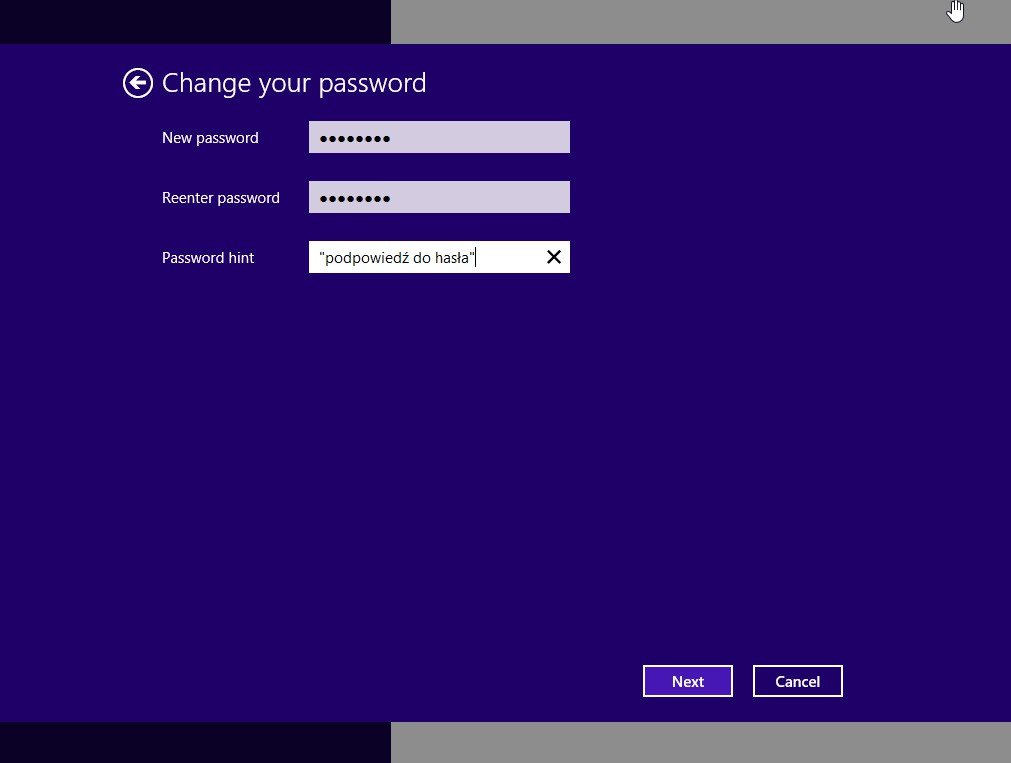 Change your password
New password ●●●●●●●●
Reenter password ●●●●●●●●
Password hint "podpowiedź do hasła"
Next Cancel